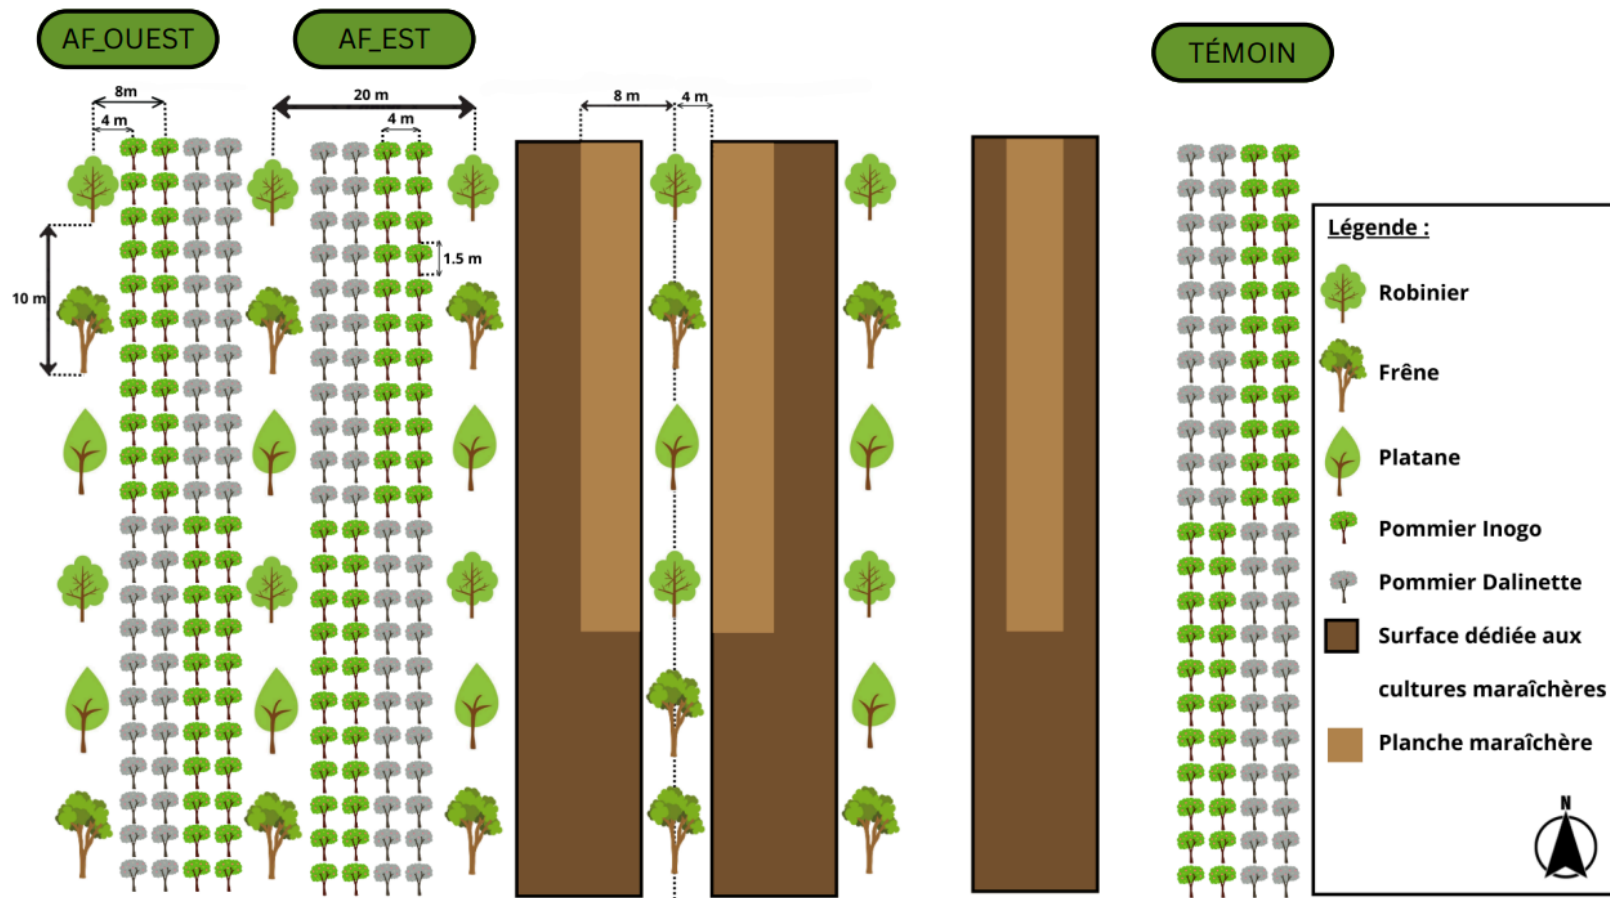 AF_OUEST
AF_EST
TÉMOIN
8m
20 m
8 m
4 m
4 m
4 m
1.5 m
10 m
Légende :
Robinier
Frêne
Platane
Pommier Inogo
Pommier Dalinette
Surface dédiée aux
cultures maraîchères
Planche maraîchère
N